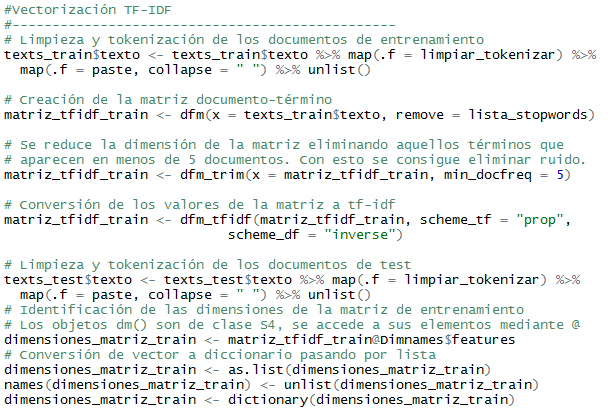 #Vectorización TF-IDF
#--------------------------------------------------
# Limpieza y tokenización de los documentos de entrenamiento
texts_train$texto <- texts_train$texto %>% map(.f = limpiar_tokenizar) %>%
  map(.f = paste, collapse = " ") %>% unlist()

# Creación de la matriz documento-término
matriz_tfidf_train <- dfm(x = texts_train$texto, remove = lista_stopwords)

# Se reduce la dimensión de la matriz eliminando aquellos términos que
# aparecen en menos de 5 documentos. Con esto se consigue eliminar ruido.
matriz_tfidf_train <- dfm_trim(x = matriz_tfidf_train, min_docfreq = 5)

# Conversión de los valores de la matriz a tf-idf
matriz_tfidf_train <- dfm_tfidf(matriz_tfidf_train, scheme_tf = "prop",
                            scheme_df = "inverse")

# Limpieza y tokenización de los documentos de test
texts_test$texto <- texts_test$texto %>% map(.f = limpiar_tokenizar) %>%
  map(.f = paste, collapse = " ") %>% unlist()
# Identificación de las dimensiones de la matriz de entrenamiento
# Los objetos dm() son de clase S4, se accede a sus elementos mediante @
dimensiones_matriz_train <- matriz_tfidf_train@Dimnames$features
# Conversión de vector a diccionario pasando por lista
dimensiones_matriz_train <- as.list(dimensiones_matriz_train)
names(dimensiones_matriz_train) <- unlist(dimensiones_matriz_train)
dimensiones_matriz_train <- dictionary(dimensiones_matriz_train)